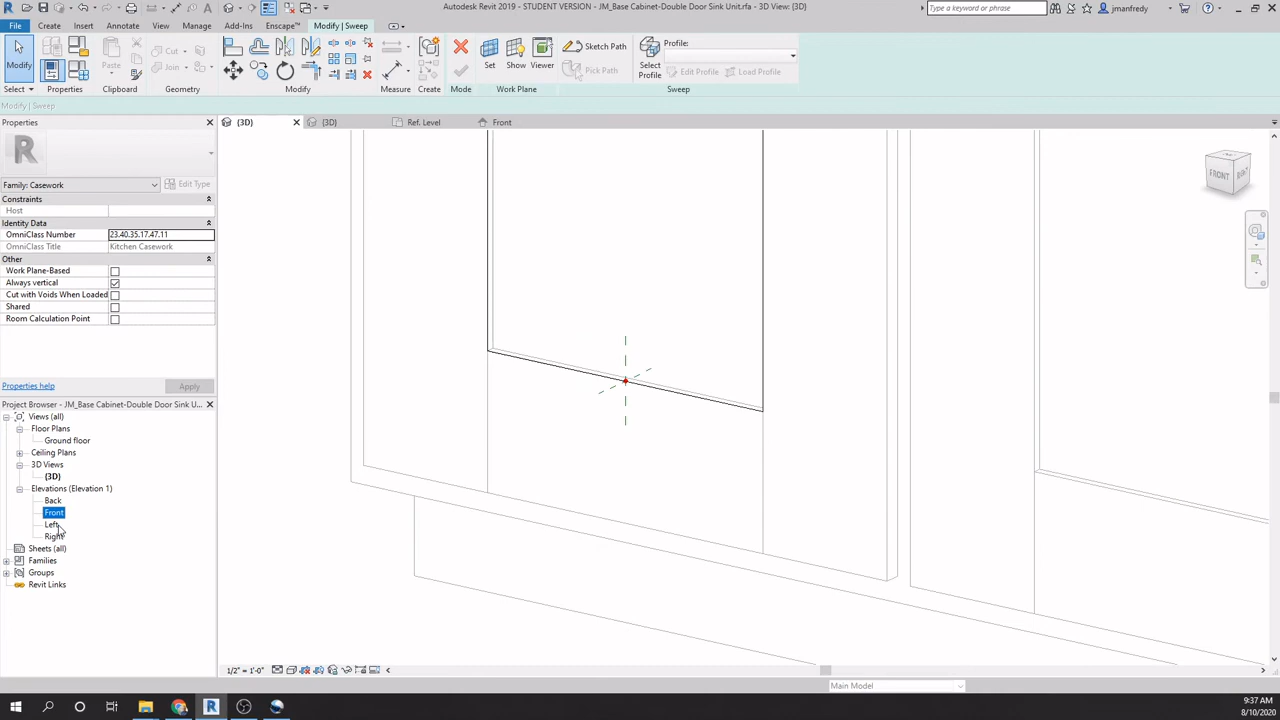 Autodesk Revit 2019 - STUDENT VERSION - JM_Base Cabinet-Double Door Sink Unit.rfa - 3D View: {3D}
Type a keyword or phrase
jmanfredy
File Create Insert Annotate View Manage Add-Ins Enscape™ Modify | Sweep
Modify
Paste
Cut
Join
Set Show Viewer
Sketch Path
Pick Path
Select Profile
Profile:
Edit Profile
Load Profile
Select Properties Clipboard Geometry Modify Measure Create Mode Work Plane Sweep
Modify | Sweep
Properties
{3D}
{3D}
Ref. Level
Front
Family: Casework
Edit Type
Constraints
Host
Identity Data
OmniClass Number 23.40.35.17.47.11
OmniClass Title Kitchen Casework
Other
Work Plane-Based
Always vertical
Cut with Voids When Loaded
Shared
Room Calculation Point
Properties help
Apply
Project Browser - JM_Base Cabinet-Double Door Sink U...
Views (all)
Floor Plans
Ground floor
Ceiling Plans
3D Views
{3D}
Elevations (Elevation 1)
Back
Front
Left
Right
Sheets (all)
Families
Groups
Revit Links
FRONT
RIGHT
1/2" = 1'-0"
Main Model
9:37 AM
8/10/2020